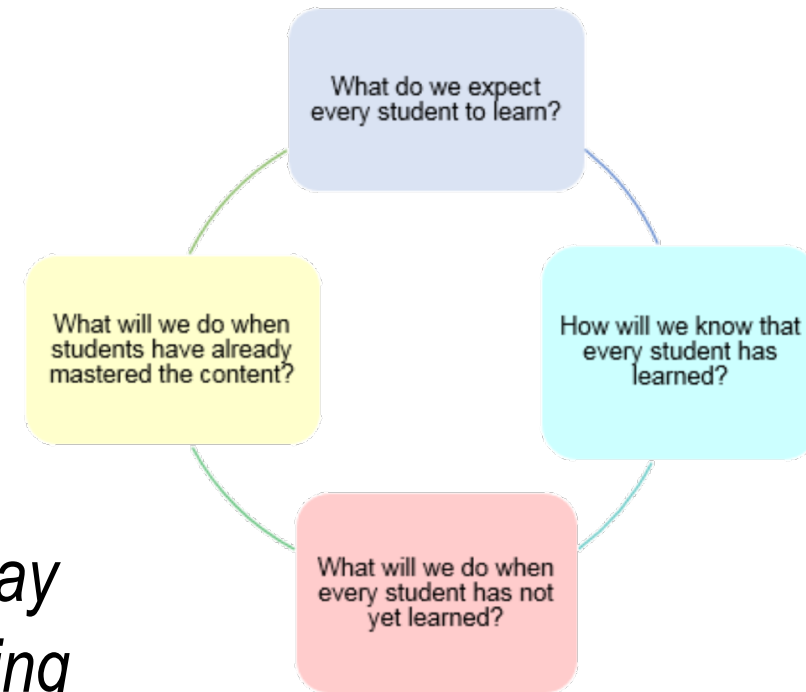 What do we expect
every student to learn?
What will we do when
students have already
mastered the content?
How will we know that
every student has
learned?
What will we do when
every student has not
yet learned?